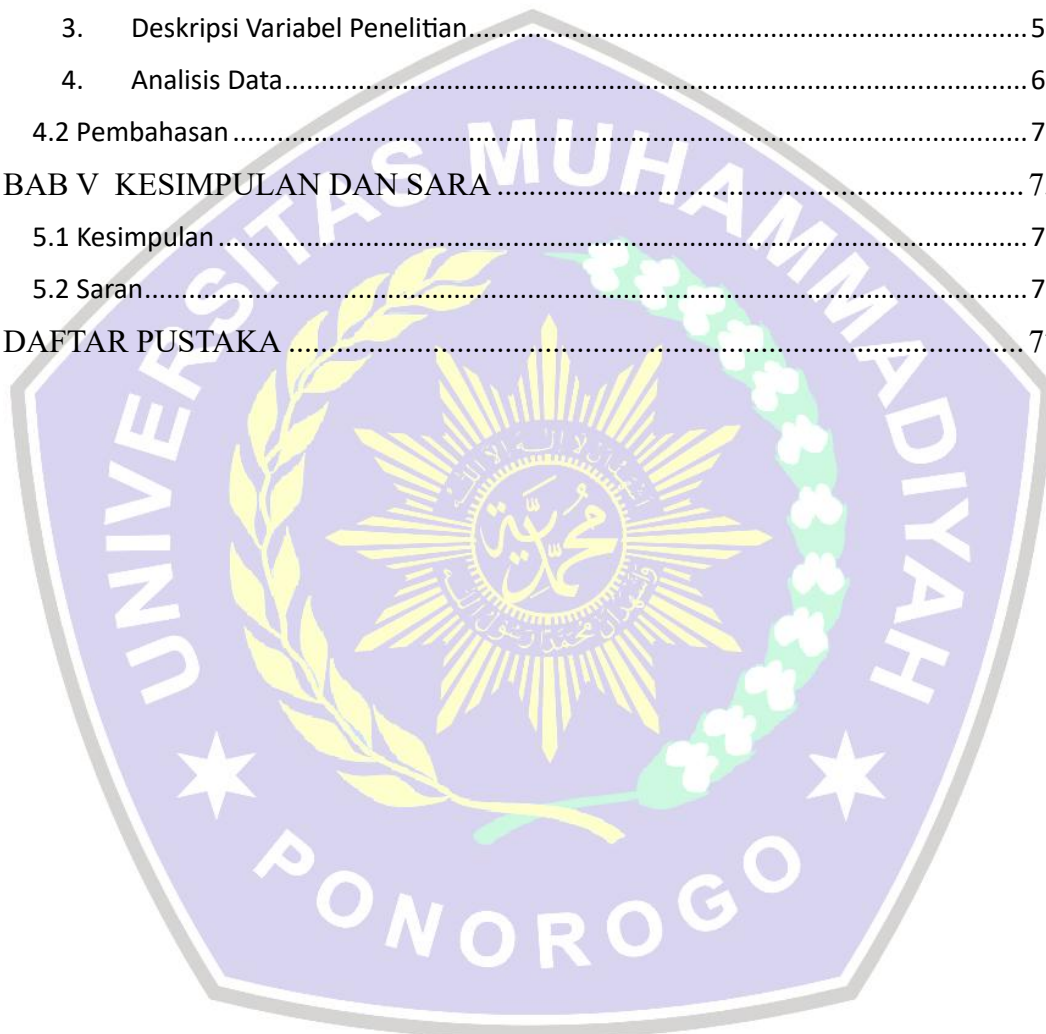 3. Deskripsi Variabel Penelitian 5
4. Analisis Data 6
4.2 Pembahasan 7
BAB V KESIMPULAN DAN SARA 7
5.1 Kesimpulan 7
5.2 Saran 7
DAFTAR PUSTAKA 7
UNIVERSITAS MUHAMMADIYAH
محمدية
PONOROGO